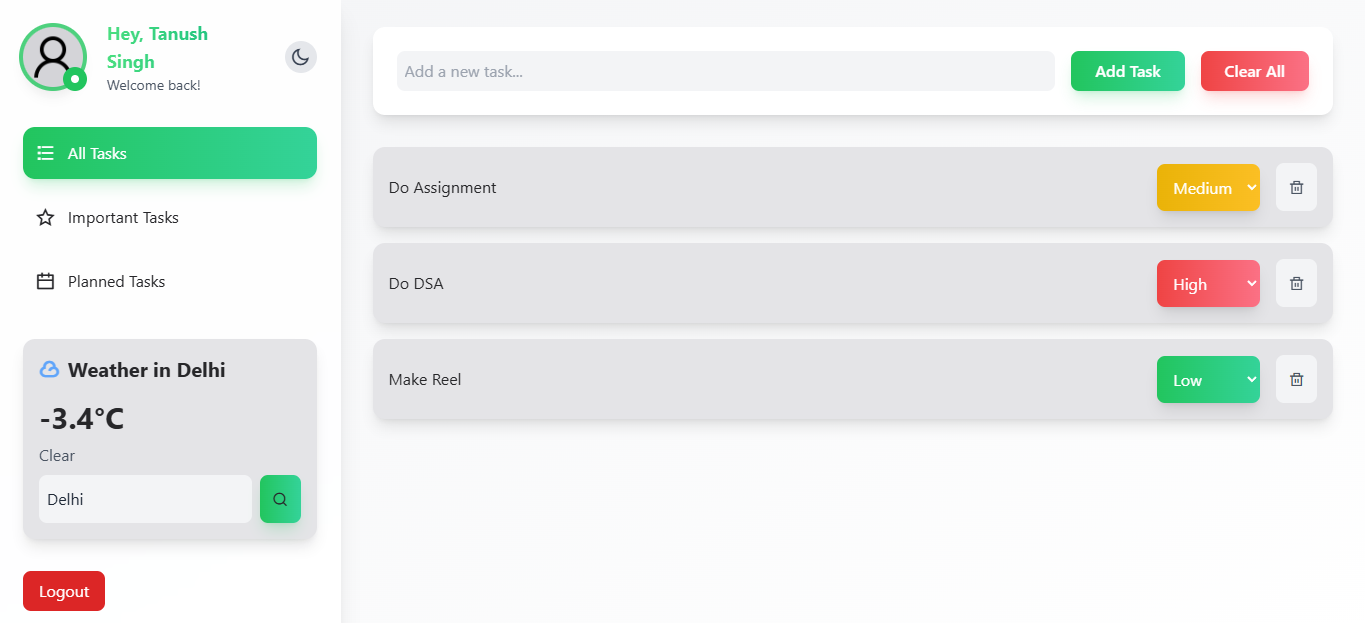 Hey, Tanush
Singh
Welcome back!
All Tasks
Important Tasks
Planned Tasks
Weather in Delhi
-3.4°C
Clear
Delhi
Logout
Add a new task...
Add Task
Clear All
Do Assignment
Medium
Do DSA
High
Make Reel
Low